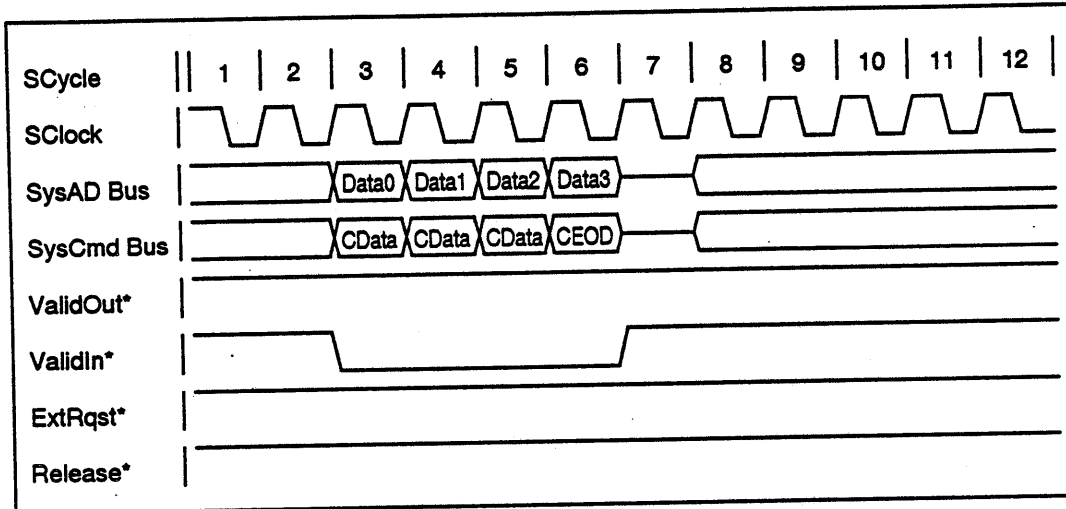 SCycle 1 2 3 4 5 6 7 8 9 10 11 12
SClock
SysAD Bus Data0 Data1 Data2 Data3
SysCmd Bus CData CData CData CEOD
ValidOut*
ValidIn*
ExtRqst*
Release*